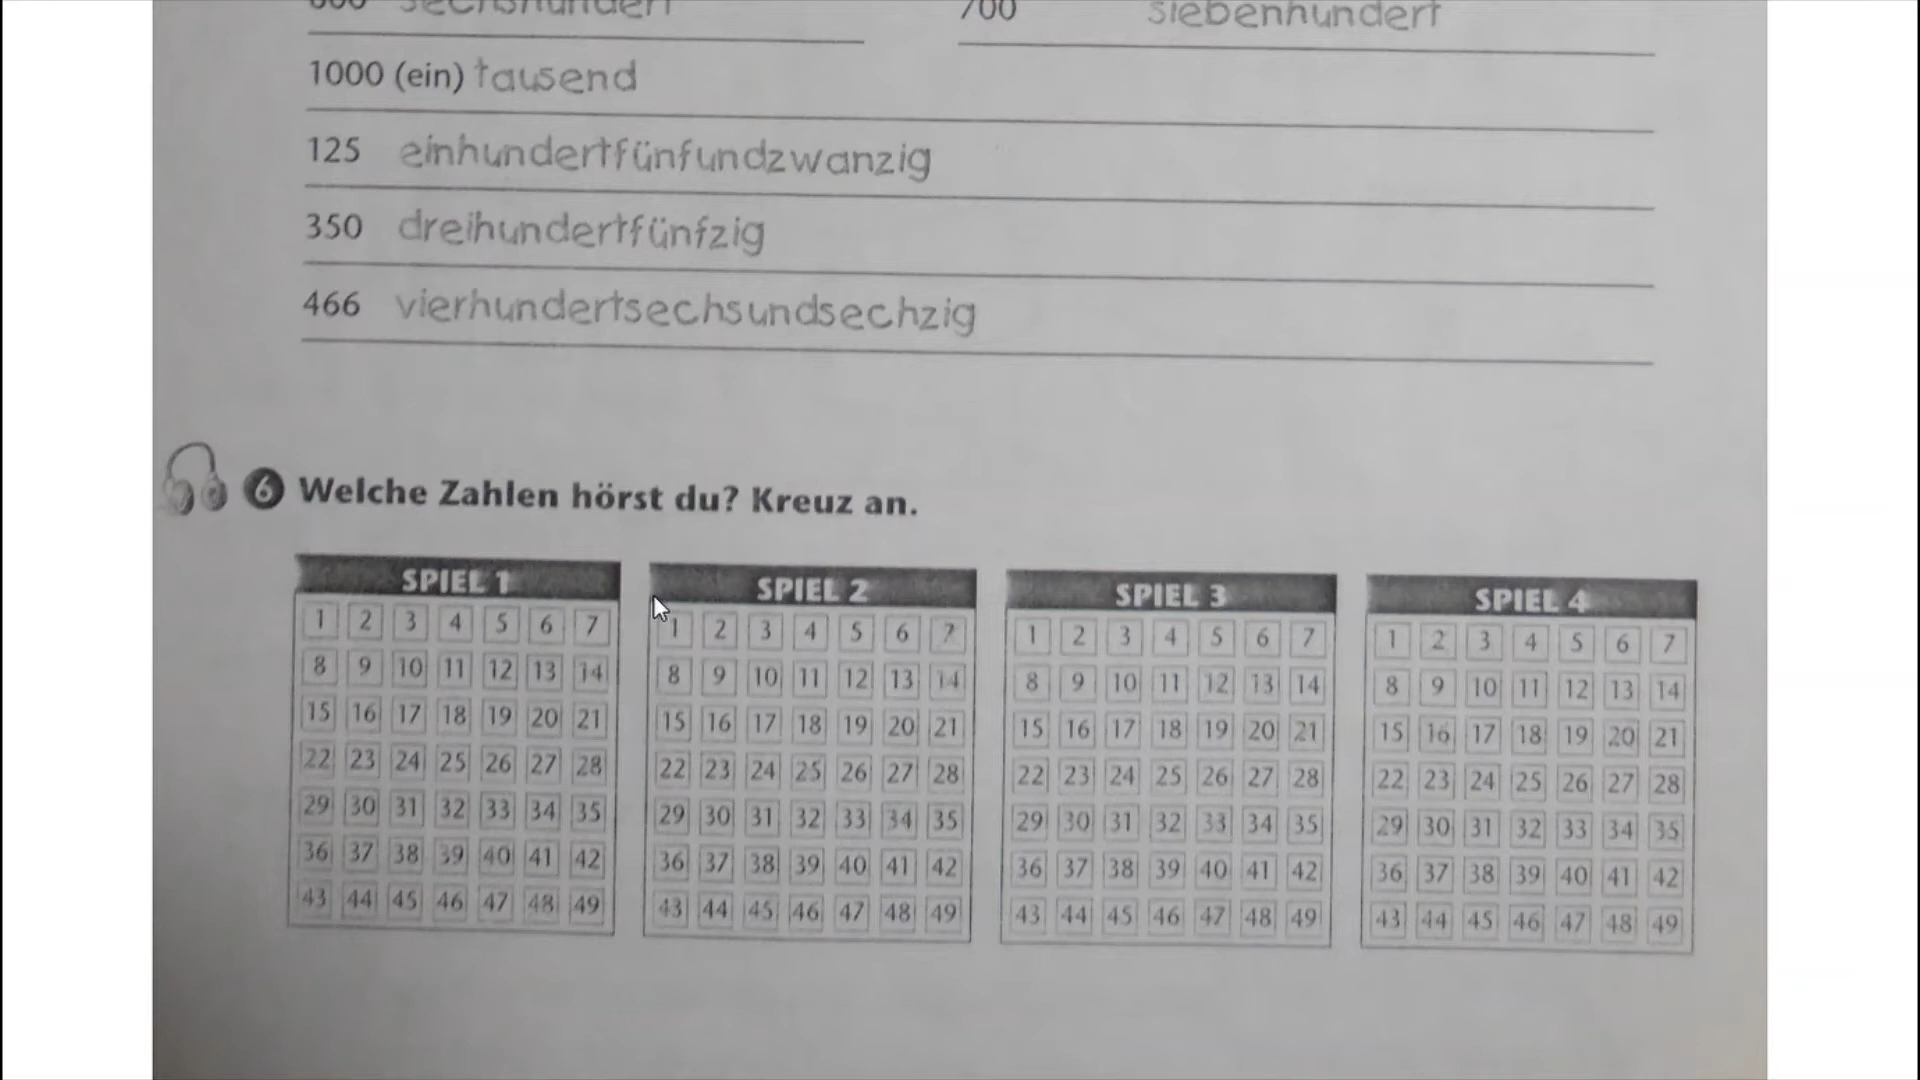 600 sechshundert 700 siebenhundert
1000 (ein) tausend
125 einhundertfünfundzwanzig
350 dreihundertfünfzig
466 vierhundertsechsundsechzig
6 Welche Zahlen hörst du? Kreuz an.
SPIEL 1
1 2 3 4 5 6 7
8 9 10 11 12 13 14
15 16 17 18 19 20 21
22 23 24 25 26 27 28
29 30 31 32 33 34 35
36 37 38 39 40 41 42
43 44 45 46 47 48 49
SPIEL 2
1 2 3 4 5 6 7
8 9 10 11 12 13 14
15 16 17 18 19 20 21
22 23 24 25 26 27 28
29 30 31 32 33 34 35
36 37 38 39 40 41 42
43 44 45 46 47 48 49
SPIEL 3
1 2 3 4 5 6 7
8 9 10 11 12 13 14
15 16 17 18 19 20 21
22 23 24 25 26 27 28
29 30 31 32 33 34 35
36 37 38 39 40 41 42
43 44 45 46 47 48 49
SPIEL 4
1 2 3 4 5 6 7
8 9 10 11 12 13 14
15 16 17 18 19 20 21
22 23 24 25 26 27 28
29 30 31 32 33 34 35
36 37 38 39 40 41 42
43 44 45 46 47 48 49